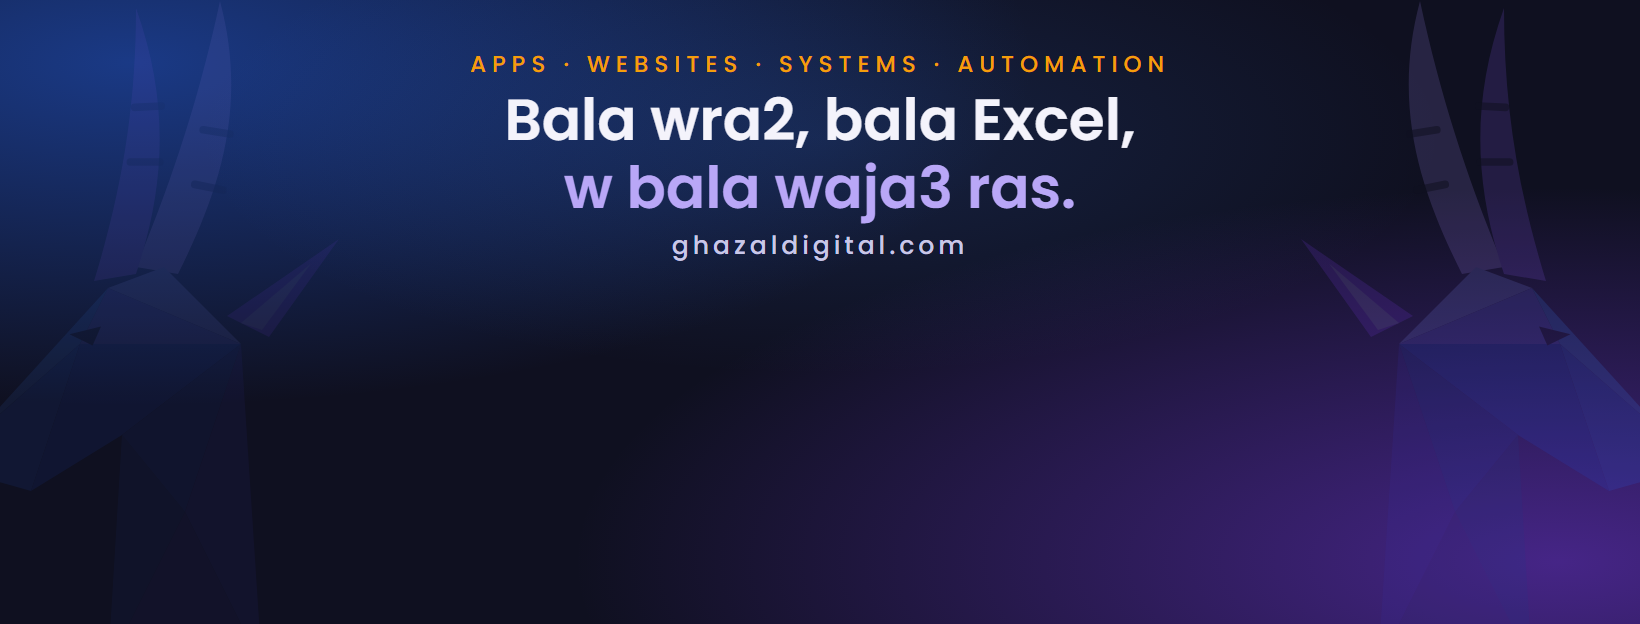 APPS · WEBSITES · SYSTEMS · AUTOMATION
Bala wra2, bala Excel,
w bala waja3 ras.
ghazaldigital.com